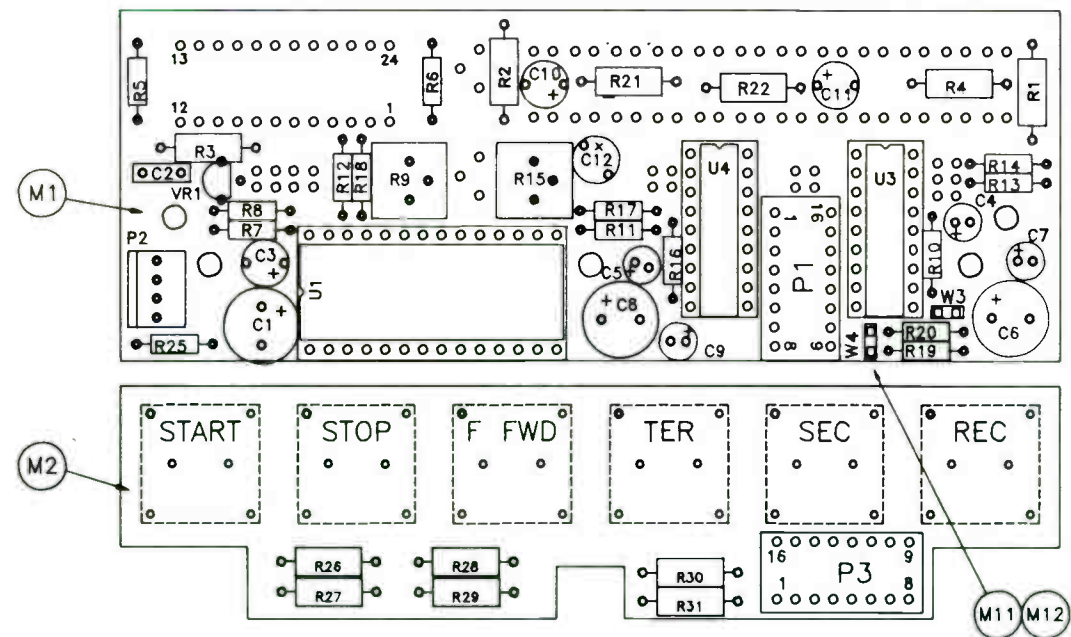 13
24
12
1
R5
R6
R2
C10
+
R21
R22
+
C11
R4
R1
R3
C2
VR1
R12
R18
R9
R15
C12
U4
U3
R14
R13
C4
+
M1
R8
R7
R17
R11
P2
C3
+
U1
C5
+
R16
1
16
P1
8
9
R10
C7
+
W3
C1
+
C8
+
C9
+
C6
+
W4
R20
R19
R25
M2
START
STOP
F FWD
TER
SEC
REC
R26
R27
R28
R29
R30
R31
16
9
P3
1
8
M11
M12